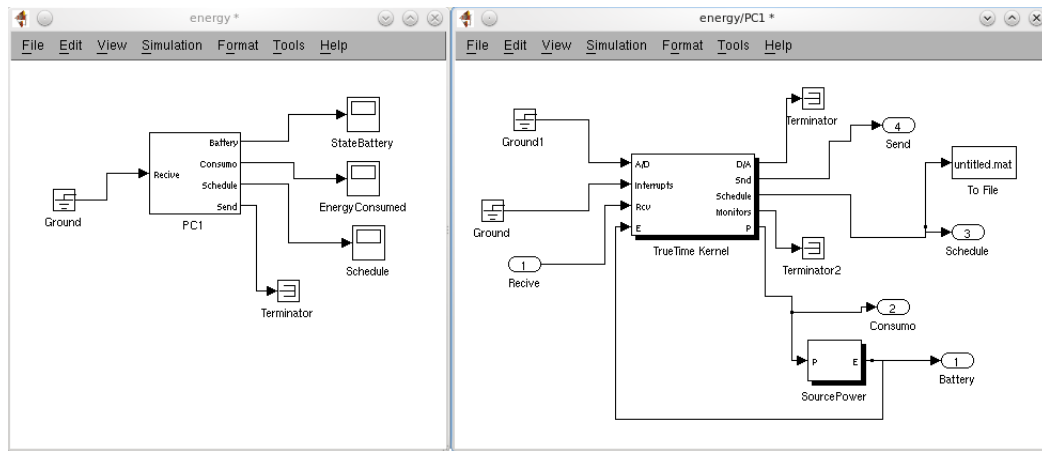 energy *
File Edit View Simulation Format Tools Help
Battery
StateBattery
Recive
Consumo
EnergyConsumed
Schedule
Send
Ground
PC1
Schedule
Terminator
energy/PC1 *
File Edit View Simulation Format Tools Help
Ground1
Terminator
4
Send
A/D
D/A
Interrupts
Snd
untitled.mat
To File
Schedule
Rcv
Monitors
Ground
E
P
3
Schedule
TrueTime Kernel
Terminator2
1
Recive
2
Consumo
P
E
1
Battery
SourcePower